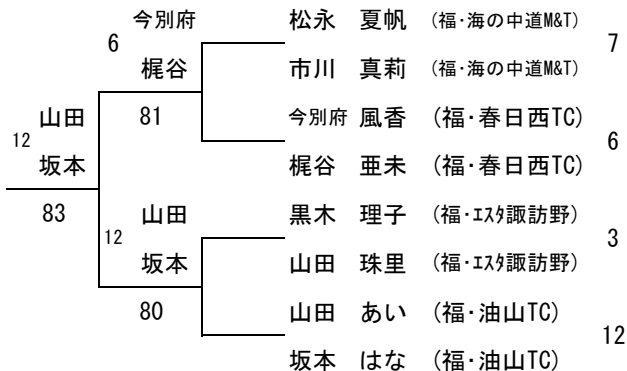 今別府 松永 夏帆 (福・海の中道M&T)
6 7
梶谷 市川 真莉 (福・海の中道M&T)
山田 81 今別府 風香 (福・春日西TC)
12 6
坂本 梶谷 亜未 (福・春日西TC)
83 山田 黒木 理子 (福・エスタ諏訪野)
12 3
坂本 山田 珠里 (福・エスタ諏訪野)
80 山田 あい (福・油山TC)
12
坂本 はな (福・油山TC)